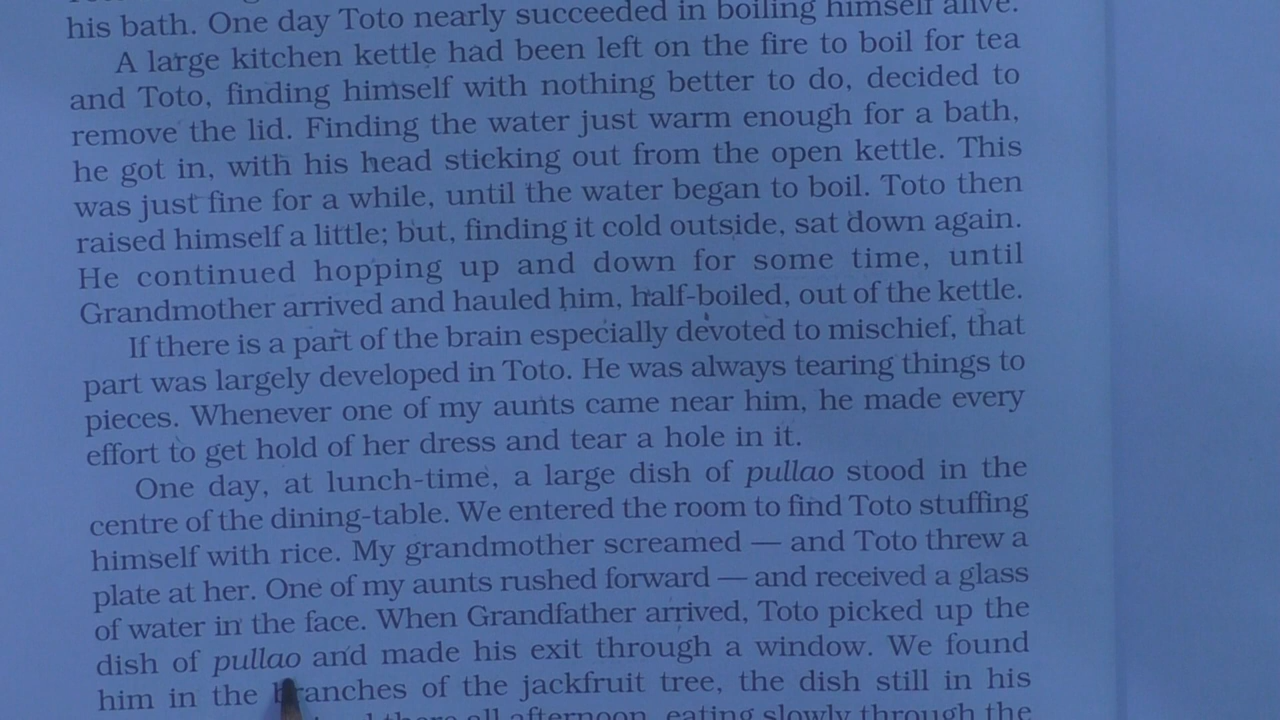 his bath. One day Toto nearly succeeded in boiling himself alive.
A large kitchen kettle had been left on the fire to boil for tea
and Toto, finding himself with nothing better to do, decided to
remove the lid. Finding the water just warm enough for a bath,
he got in, with his head sticking out from the open kettle. This
was just fine for a while, until the water began to boil. Toto then
raised himself a little; but, finding it cold outside, sat down again.
He continued hopping up and down for some time, until
Grandmother arrived and hauled him, half-boiled, out of the kettle.
If there is a part of the brain especially devoted to mischief, that
part was largely developed in Toto. He was always tearing things to
pieces. Whenever one of my aunts came near him, he made every
effort to get hold of her dress and tear a hole in it.
One day, at lunch-time, a large dish of pullao stood in the
centre of the dining-table. We entered the room to find Toto stuffing
himself with rice. My grandmother screamed — and Toto threw a
plate at her. One of my aunts rushed forward — and received a glass
of water in the face. When Grandfather arrived, Toto picked up the
dish of pullao and made his exit through a window. We found
him in the branches of the jackfruit tree, the dish still in his
there all afternoon, eating slowly through the